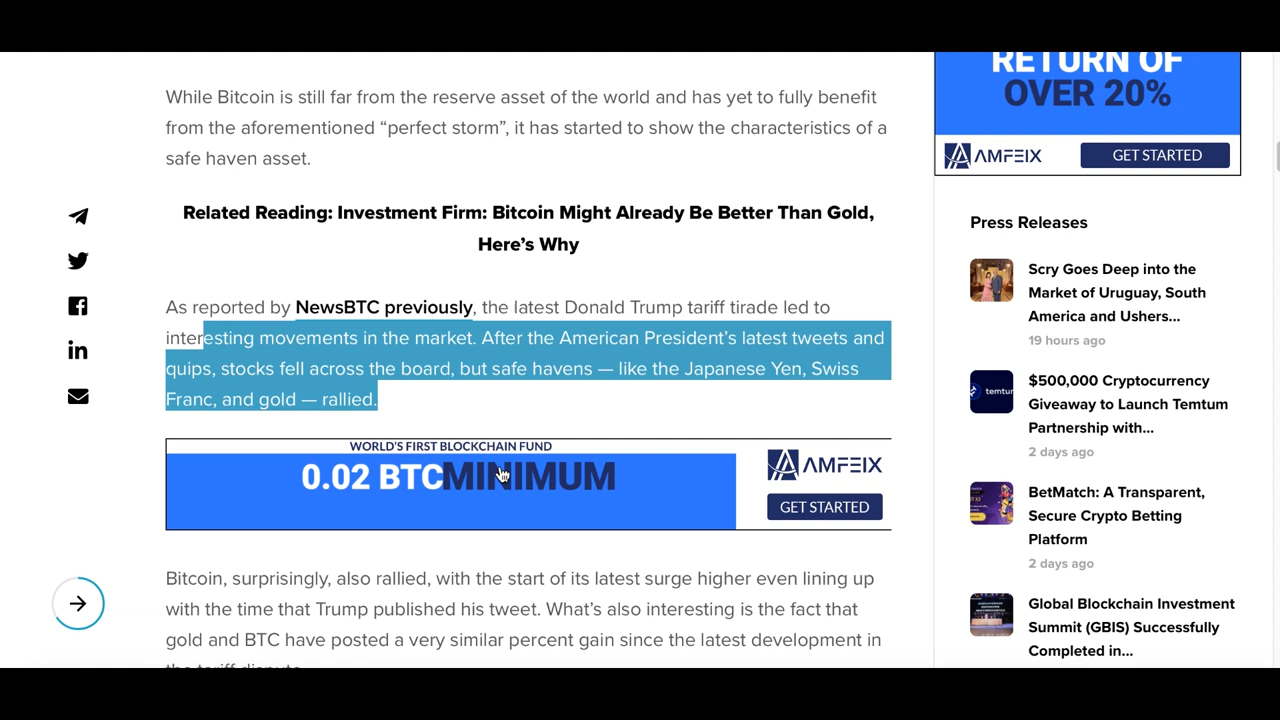 While Bitcoin is still far from the reserve asset of the world and has yet to fully benefit
from the aforementioned “perfect storm”, it has started to show the characteristics of a
safe haven asset.
Related Reading: Investment Firm: Bitcoin Might Already Be Better Than Gold,
Here’s Why
As reported by NewsBTC previously, the latest Donald Trump tariff tirade led to
interesting movements in the market. After the American President’s latest tweets and
quips, stocks fell across the board, but safe havens — like the Japanese Yen, Swiss
Franc, and gold — rallied.
WORLD’S FIRST BLOCKCHAIN FUND
0.02 BTC MINIMUM
AMFEIX
GET STARTED
Bitcoin, surprisingly, also rallied, with the start of its latest surge higher even lining up
with the time that Trump published his tweet. What’s also interesting is the fact that
gold and BTC have posted a very similar percent gain since the latest development in
the tariff dispute.
RETURN OF
OVER 20%
AMFEIX
GET STARTED
Press Releases
Scry Goes Deep into the
Market of Uruguay, South
America and Ushers...
19 hours ago
temtum
$500,000 Cryptocurrency
Giveaway to Launch Temtum
Partnership with...
2 days ago
BetMatch: A Transparent,
Secure Crypto Betting
Platform
2 days ago
Global Blockchain Investment
Summit (GBIS) Successfully
Completed in...